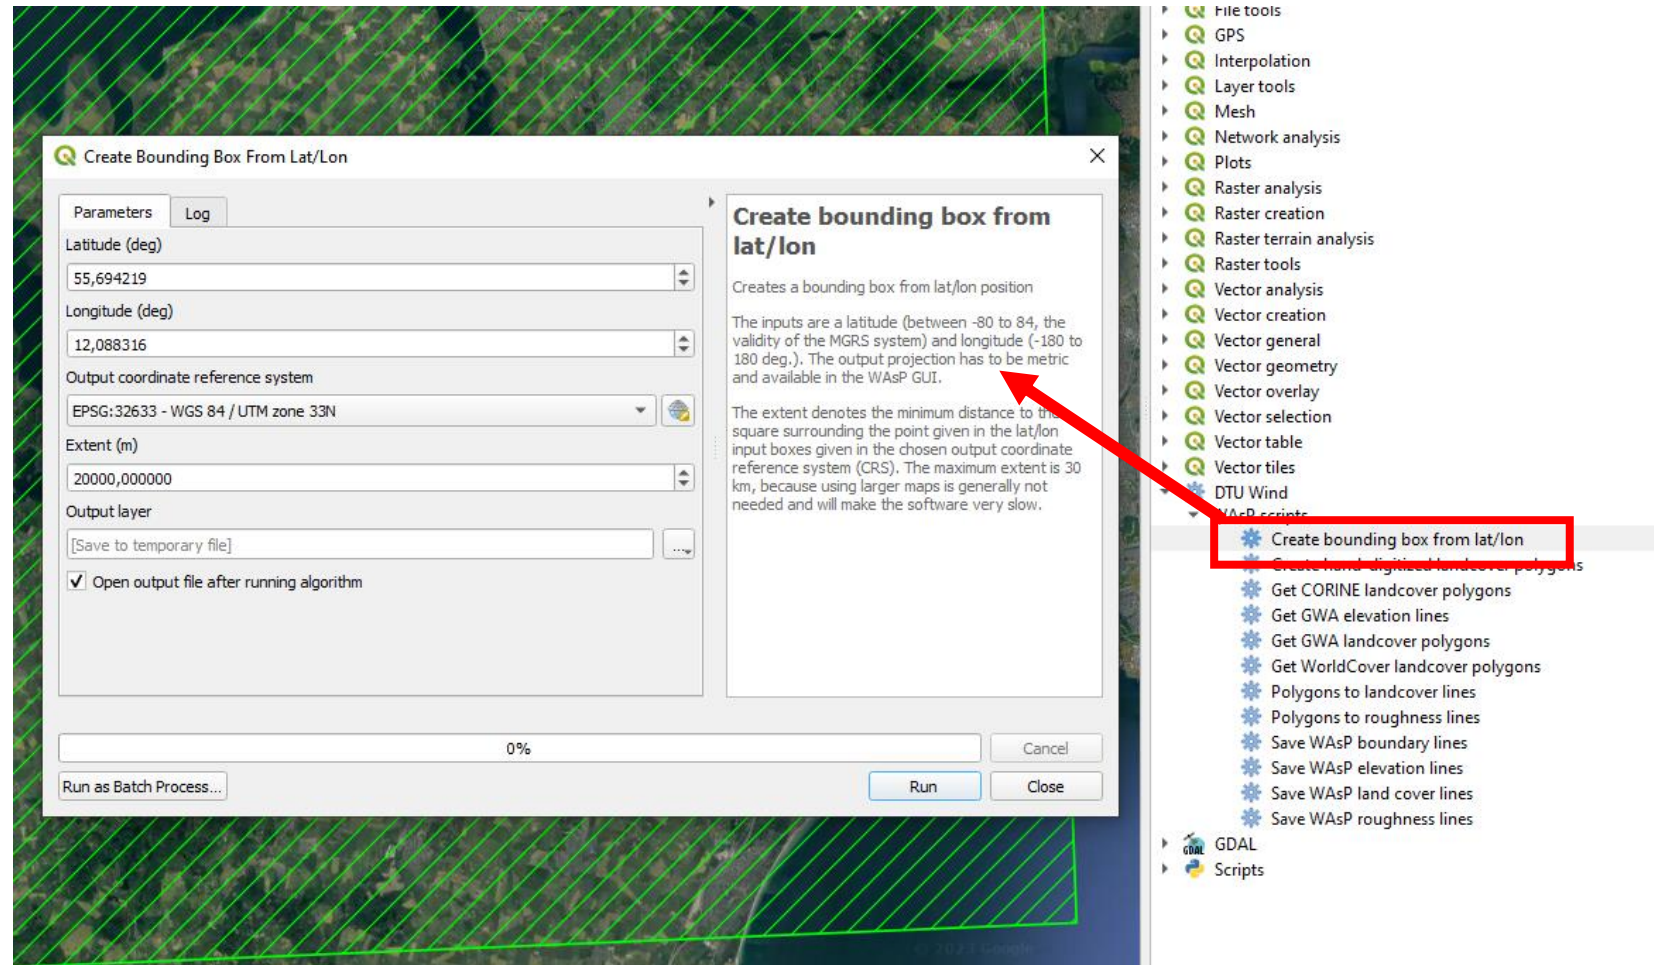 Create Bounding Box From Lat/Lon
Parameters
Log
Latitude (deg)
55,694219
Longitude (deg)
12,088316
Output coordinate reference system
EPSG:32633 - WGS 84 / UTM zone 33N
Extent (m)
20000,000000
Output layer
[Save to temporary file]
...
Open output file after running algorithm
0%
Cancel
Run as Batch Process...
Run
Close
Create bounding box from
lat/lon
Creates a bounding box from lat/lon position
The inputs are a latitude (between -80 to 84, the
validity of the MGRS system) and longitude (-180 to
180 deg.). The output projection has to be metric
and available in the WAsP GUI.
The extent denotes the minimum distance to the
square surrounding the point given in the lat/lon
input boxes given in the chosen output coordinate
reference system (CRS). The maximum extent is 30
km, because using larger maps is generally not
needed and will make the software very slow.
File tools
GPS
Interpolation
Layer tools
Mesh
Network analysis
Plots
Raster analysis
Raster creation
Raster terrain analysis
Raster tools
Vector analysis
Vector creation
Vector general
Vector geometry
Vector overlay
Vector selection
Vector table
Vector tiles
DTU Wind
WAsP scripts
Create bounding box from lat/lon
Create hand-digitized landcover polygons
Get CORINE landcover polygons
Get GWA elevation lines
Get GWA landcover polygons
Get WorldCover landcover polygons
Polygons to landcover lines
Polygons to roughness lines
Save WAsP boundary lines
Save WAsP elevation lines
Save WAsP land cover lines
Save WAsP roughness lines
GDAL
GDAL
Scripts
© 2023 Google